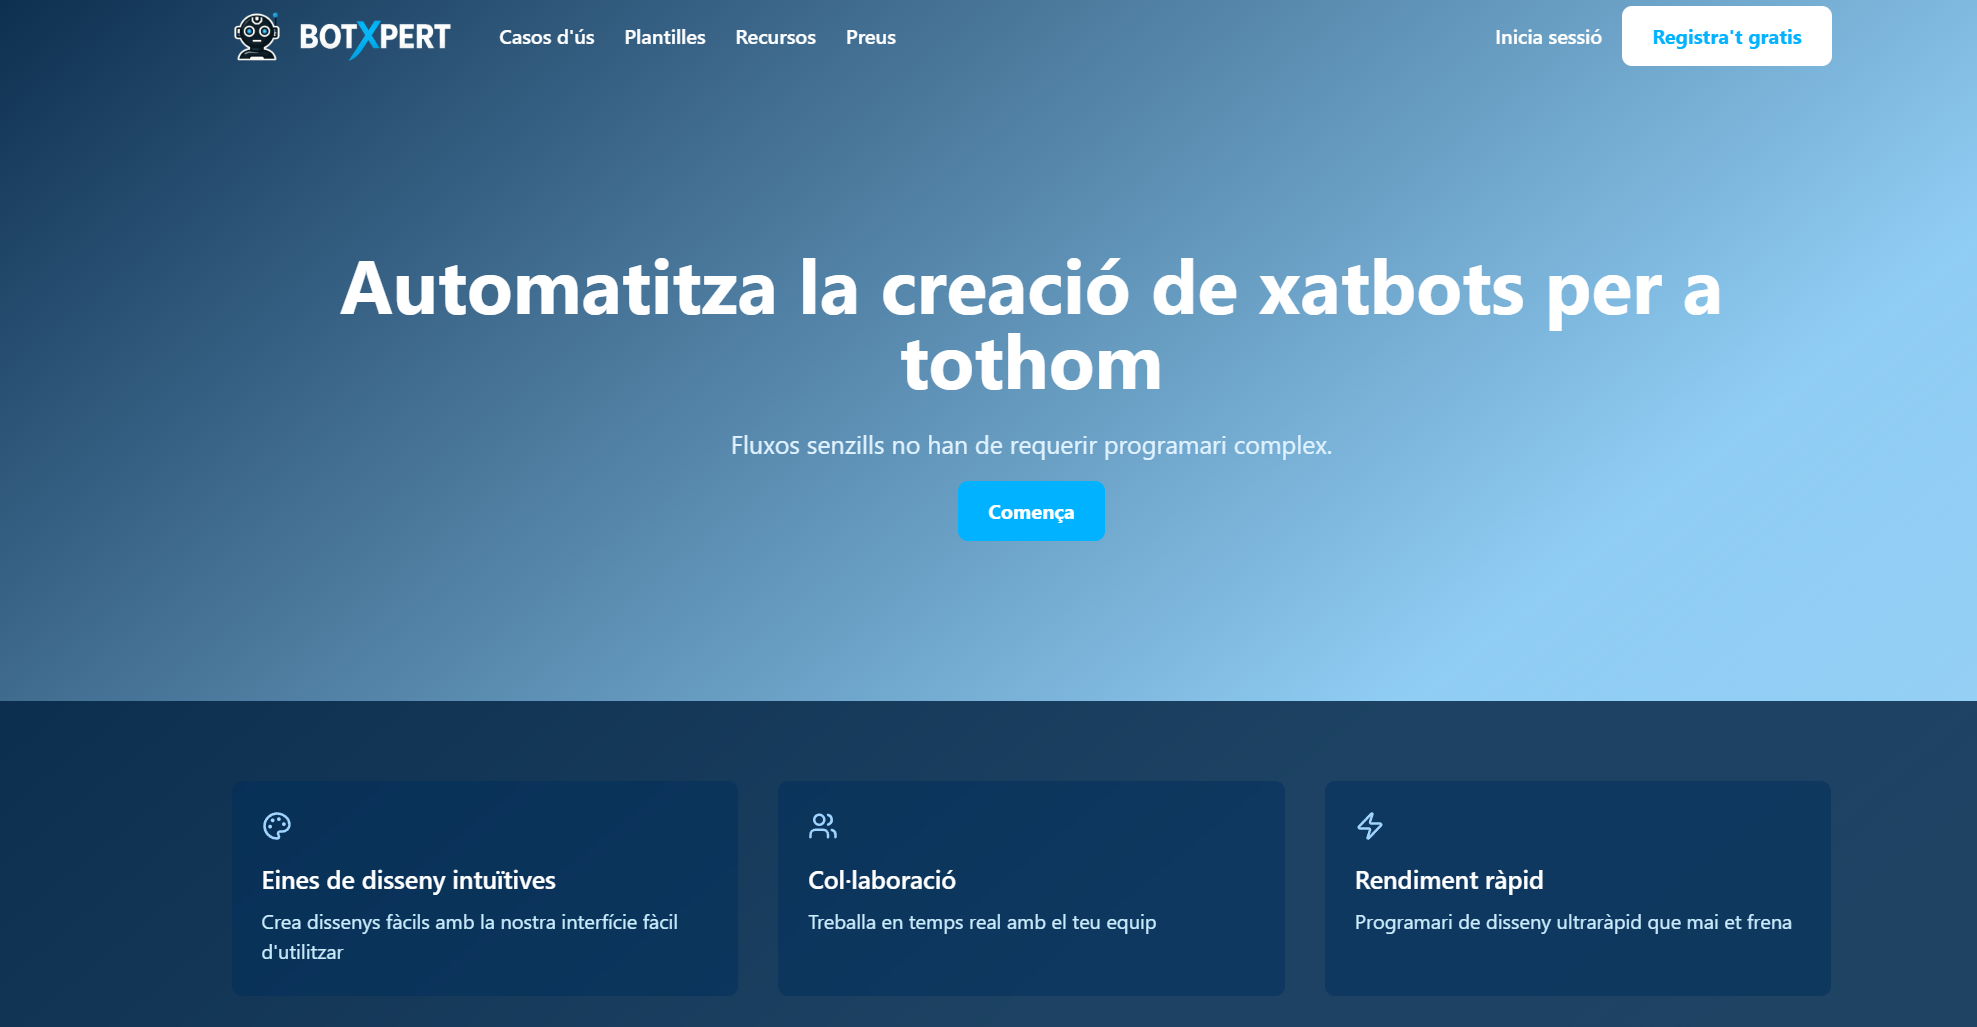 BOTXPERT
Casos d'ús
Plantilles
Recursos
Preus
Inicia sessió
Registra't gratis
Automatitza la creació de xatbots per a
tothom
Fluxos senzills no han de requerir programari complex.
Comença
Eines de disseny intuïtives
Crea dissenys fàcils amb la nostra interfície fàcil
d'utilitzar
Col·laboració
Treballa en temps real amb el teu equip
Rendiment ràpid
Programari de disseny ultraràpid que mai et frena